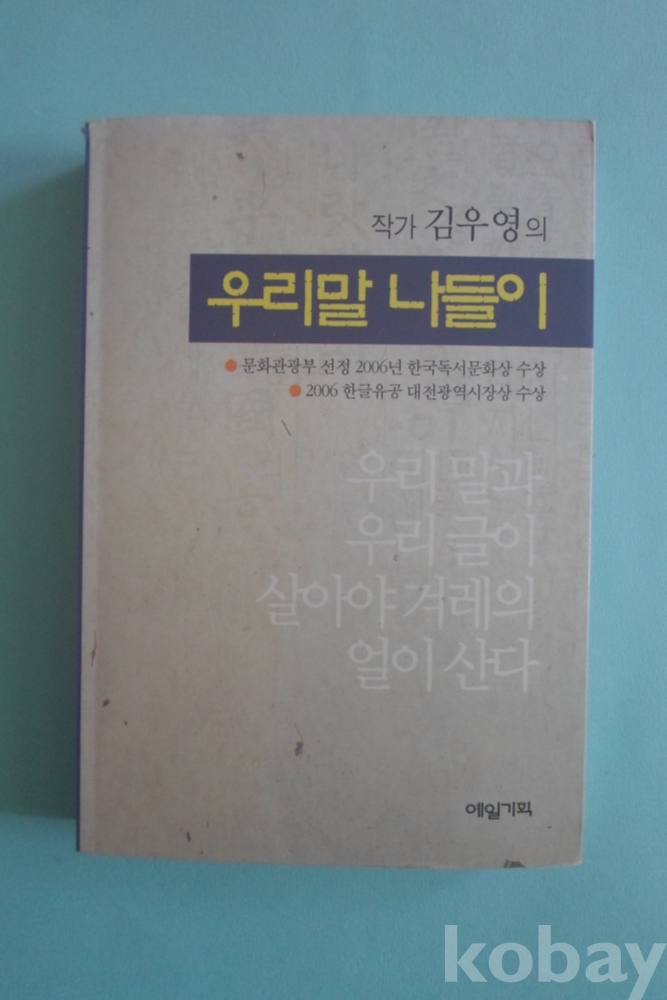 작가 김우영의
우리말 나들이
● 문화관광부 선정 2006년 한국독서문화상 수상
● 2006 한글유공 대전광역시장상 수상
우리 말과
우리 글이
살아야 겨레의
얼이 산다
예일기획
kobay